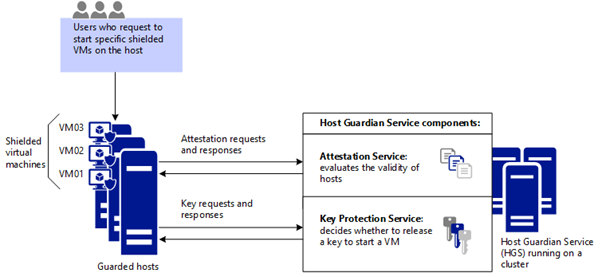 Users who request to
start specific shielded
VMs on the host
VM03
VM02
VM01
Shielded
virtual
machines
Attestation requests
and responses
Key requests and
responses
Guarded hosts
Host Guardian Service components:
Attestation Service:
evaluates the validity of
hosts
Key Protection Service:
decides whether to release
a key to start a VM
Host Guardian Service
(HGS) running on
a cluster